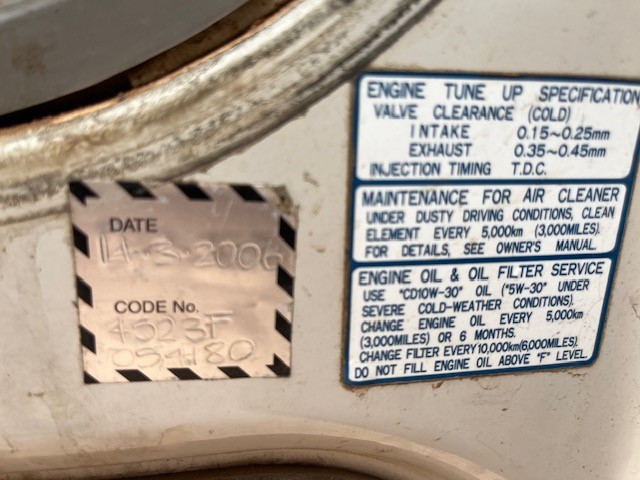 DATE
14.3.2006
CODE No.
4523F
ENGINE TUNE UP SPECIFICATION
VALVE CLEARANCE (COLD)
INTAKE 0.15~0.25mm
EXHAUST 0.35~0.45mm
INJECTION TIMING T.D.C.
MAINTENANCE FOR AIR CLEANER
UNDER DUSTY DRIVING CONDITIONS, CLEAN
ELEMENT EVERY 5,000km (3,000MILES).
FOR DETAILS, SEE OWNER'S MANUAL.
ENGINE OIL & OIL FILTER SERVICE
USE "CD10W-30" OIL ("5W-30" UNDER
SEVERE COLD-WEATHER CONDITIONS).
CHANGE ENGINE OIL EVERY 5,000km
(3,000MILES) OR 6 MONTHS.
CHANGE FILTER EVERY 10,000km(6,000MILES).
DO NOT FILL ENGINE OIL ABOVE "F" LEVEL.